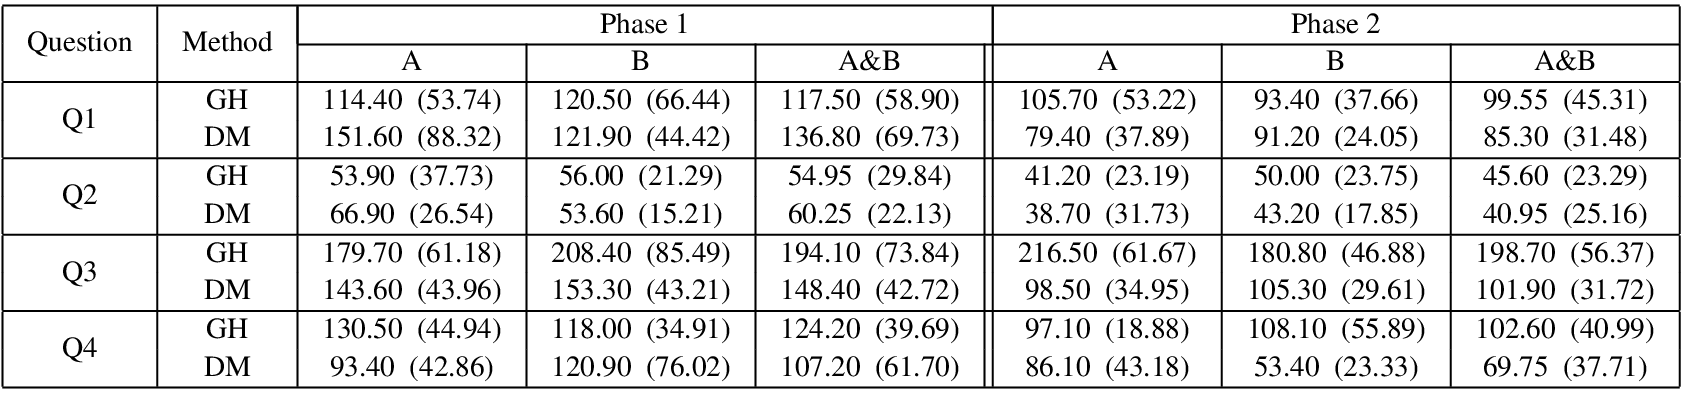 Question Method Phase 1 Phase 2
A B A&B A B A&B
Q1 GH 114.40 (53.74) 120.50 (66.44) 117.50 (58.90) 105.70 (53.22) 93.40 (37.66) 99.55 (45.31)
DM 151.60 (88.32) 121.90 (44.42) 136.80 (69.73) 79.40 (37.89) 91.20 (24.05) 85.30 (31.48)
Q2 GH 53.90 (37.73) 56.00 (21.29) 54.95 (29.84) 41.20 (23.19) 50.00 (23.75) 45.60 (23.29)
DM 66.90 (26.54) 53.60 (15.21) 60.25 (22.13) 38.70 (31.73) 43.20 (17.85) 40.95 (25.16)
Q3 GH 179.70 (61.18) 208.40 (85.49) 194.10 (73.84) 216.50 (61.67) 180.80 (46.88) 198.70 (56.37)
DM 143.60 (43.96) 153.30 (43.21) 148.40 (42.72) 98.50 (34.95) 105.30 (29.61) 101.90 (31.72)
Q4 GH 130.50 (44.94) 118.00 (34.91) 124.20 (39.69) 97.10 (18.88) 108.10 (55.89) 102.60 (40.99)
DM 93.40 (42.86) 120.90 (76.02) 107.20 (61.70) 86.10 (43.18) 53.40 (23.33) 69.75 (37.71)